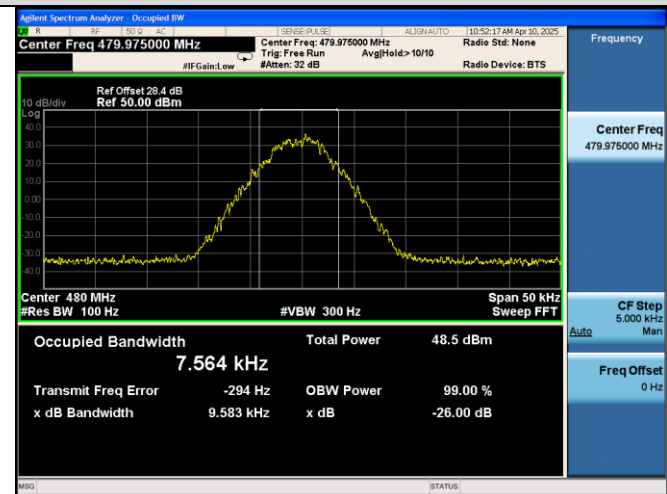 Agilent Spectrum Analyzer - Occupied BW
R RF 50 Ω AC SENSE:PULSE ALIGNAUTO 10:52:17 AM Apr 10, 2025
Center Freq 479.975000 MHz Center Freq: 479.975000 MHz Radio Std: None
Trig: Free Run Avg|Hold:>10/10
#IFGain:Low #Atten: 32 dB Radio Device: BTS
Frequency
Ref Offset 28.4 dB
10 dB/div Ref 50.00 dBm
Log
40.0
30.0
20.0
10.0
0.00
-10.0
-20.0
-30.0
-40.0
Center Freq
479.975000 MHz
Center 480 MHz Span 50 kHz
#Res BW 100 Hz #VBW 300 Hz Sweep FFT
CF Step
5.000 kHz
Auto Man
Occupied Bandwidth Total Power 48.5 dBm
7.564 kHz
Transmit Freq Error -294 Hz OBW Power 99.00 %
x dB Bandwidth 9.583 kHz x dB -26.00 dB
Freq Offset
0 Hz
MSG STATUS